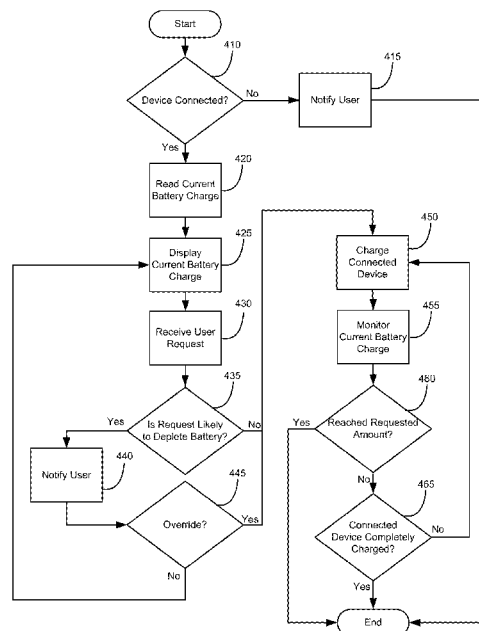 Start
410
Device Connected?
No
415
Notify User
Yes
420
Read Current
Battery Charge
425
Display
Current Battery
Charge
430
Receive User
Request
435
Is Request Likely
to Deplete Battery?
Yes
No
440
Notify User
445
Override?
Yes
No
450
Charge
Connected
Device
455
Monitor
Current Battery
Charge
480
Reached Requested
Amount?
Yes
No
465
Connected
Device Completely
Charged?
No
Yes
End